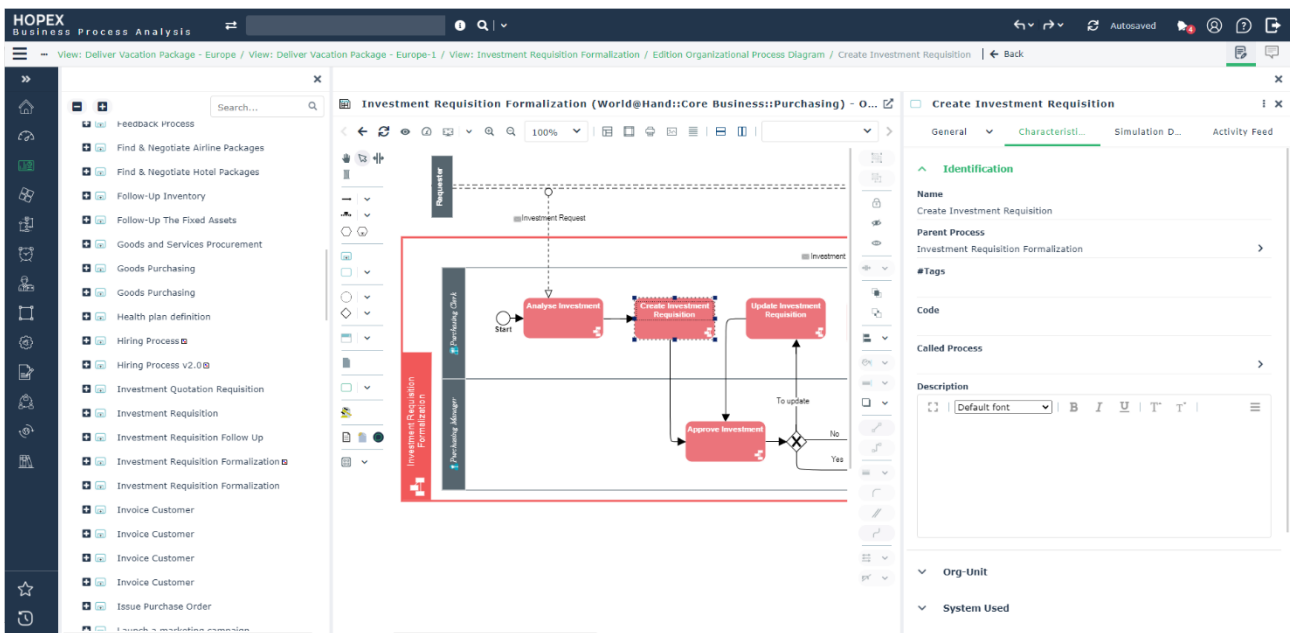 HOPEX
Business Process Analysis
Autosaved
View: Deliver Vacation Package - Europe / View: Deliver Vacation Package - Europe-1 / View: Investment Requisition Formalization / Edition Organizational Process Diagram / Create Investment Requisition
Back
Search...
Feedback Process
Find & Negotiate Airline Packages
Find & Negotiate Hotel Packages
Follow-Up Inventory
Follow-Up The Fixed Assets
Goods and Services Procurement
Goods Purchasing
Goods Purchasing
Health plan definition
Hiring Process
Hiring Process v2.0
Investment Quotation Requisition
Investment Requisition
Investment Requisition Follow Up
Investment Requisition Formalization
Investment Requisition Formalization
Invoice Customer
Invoice Customer
Invoice Customer
Invoice Customer
Issue Purchase Order
Launch a marketing campaign
Investment Requisition Formalization (World@Hand::Core Business::Purchasing) - O...
100%
Requester
Investment Request
Investment
Purchasing Clerk
Start
Analyse Investment
Create Investment
Requisition
Update Investment
Requisition
Investment Requisition
Formalization
Purchasing Manager
To update
Approve Investment
No
Yes
Create Investment Requisition
General
Characteristi...
Simulation D...
Activity Feed
Identification
Name
Create Investment Requisition
Parent Process
Investment Requisition Formalization
#Tags
Code
Called Process
Description
Default font
B I U T T
Org-Unit
System Used